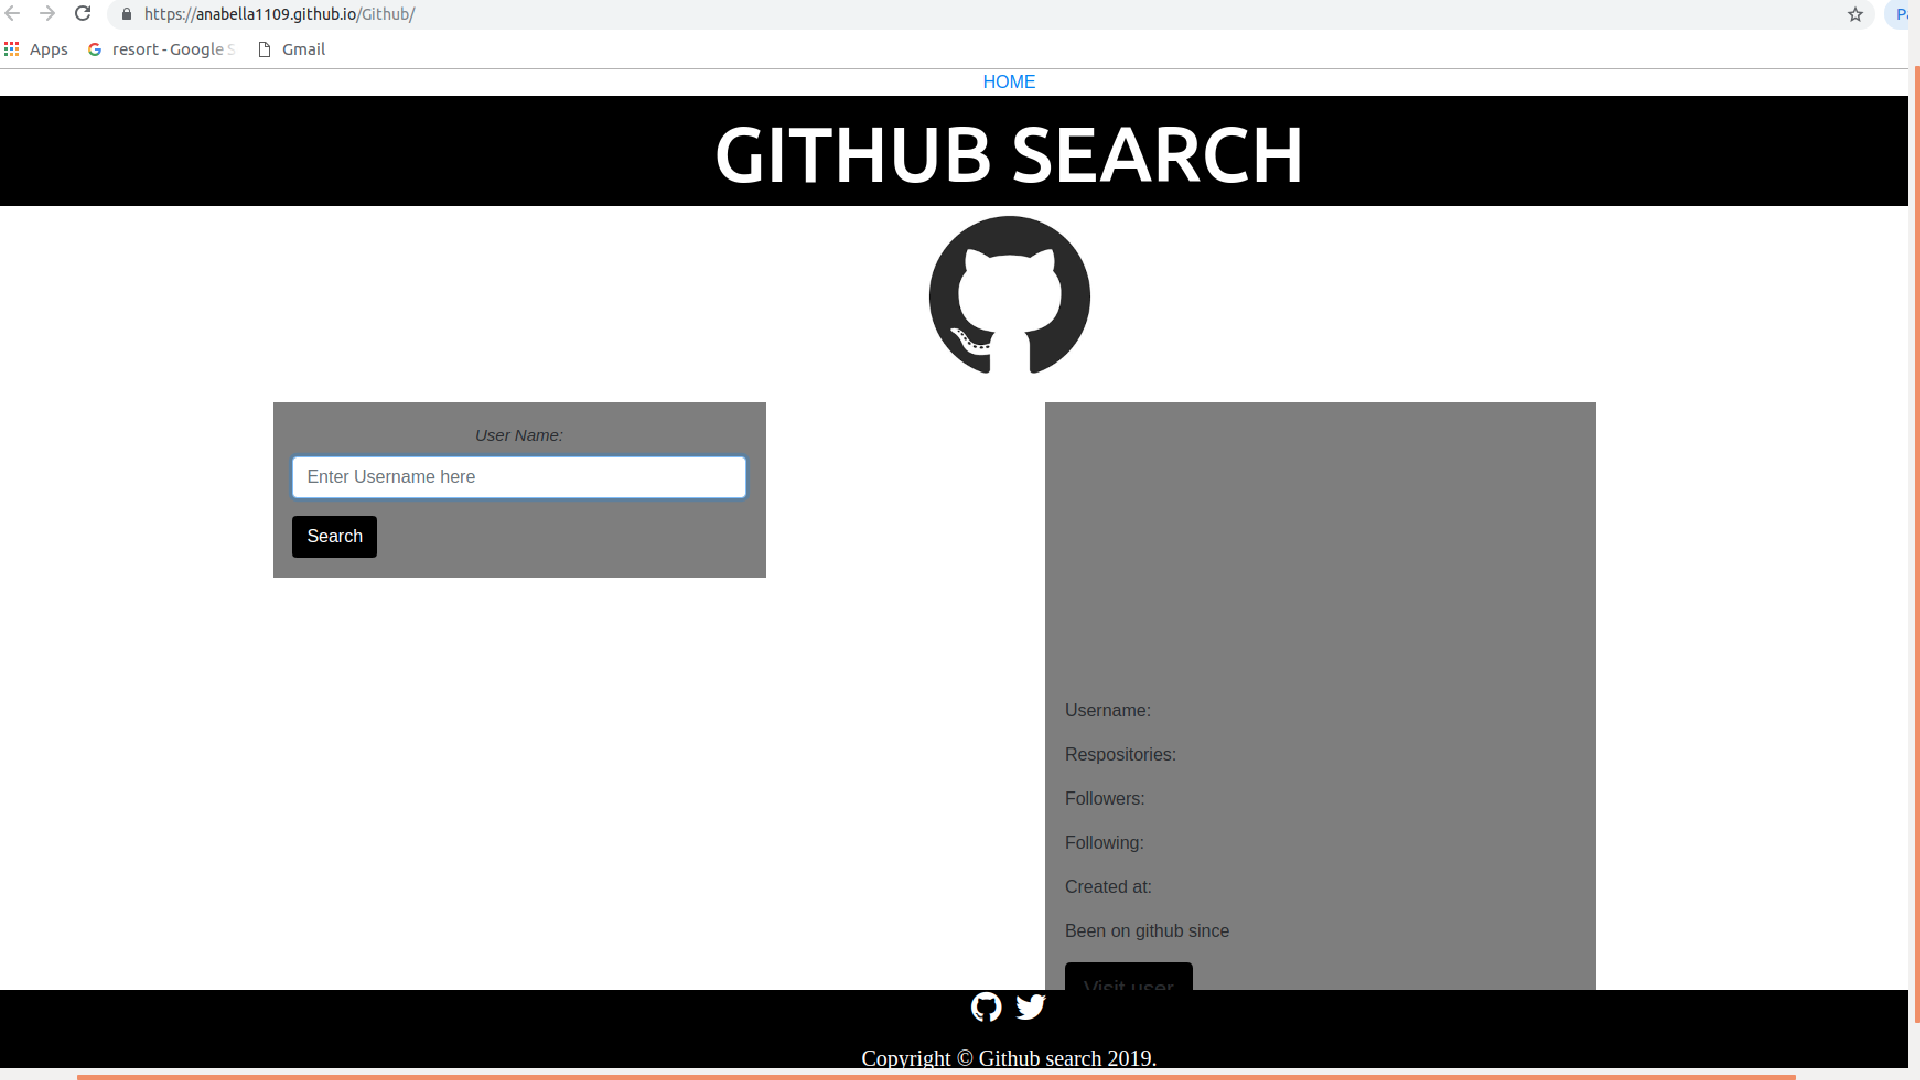 https://anabella1109.github.io/Github/
Apps resort - Google S Gmail
HOME
GITHUB SEARCH
User Name:
Enter Username here
Search
Username:
Respositories:
Followers:
Following:
Created at:
Been on github since
Visit user
Copyright © Github search 2019.